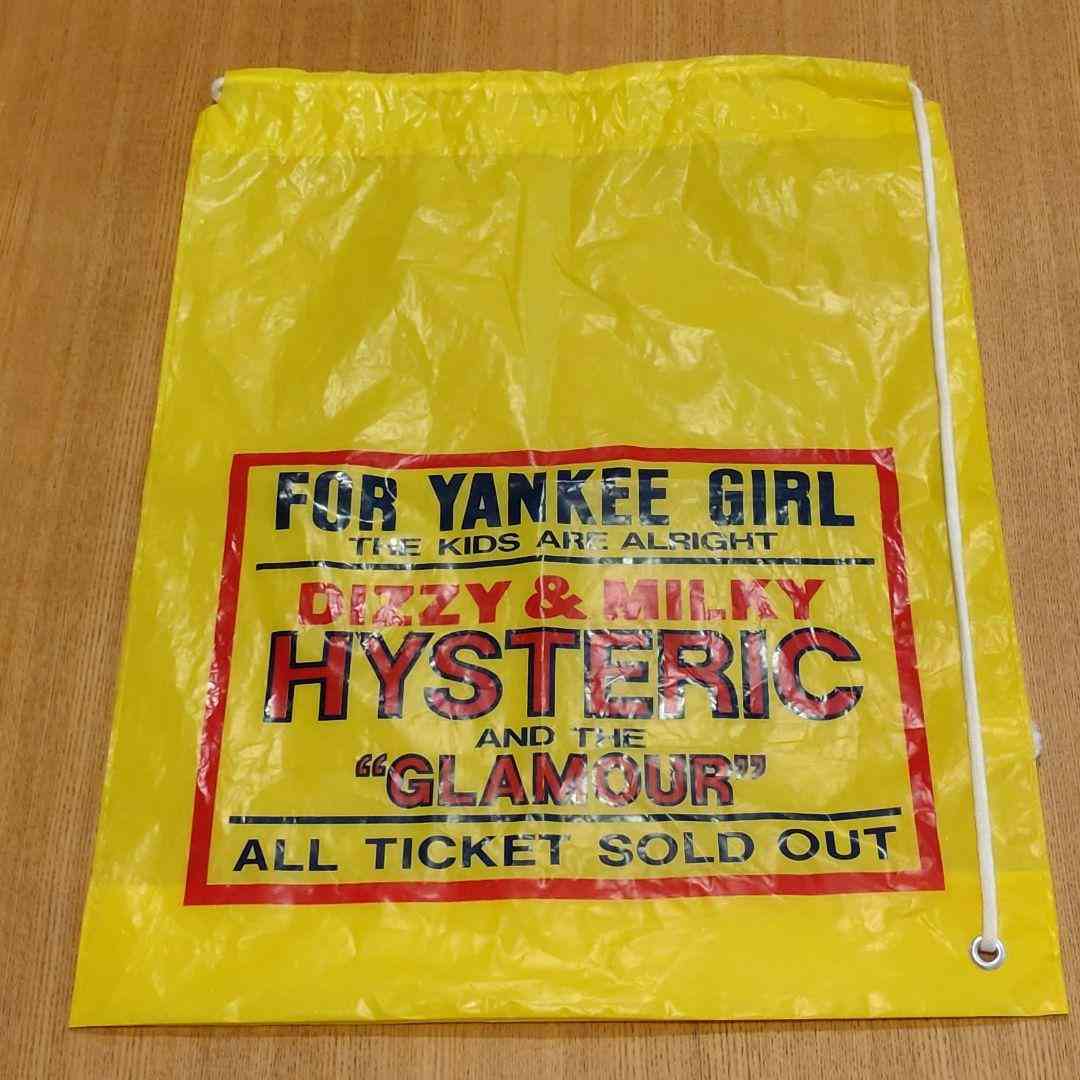 FOR YANKEE GIRL
THE KIDS ARE ALRIGHT
DIZZY & MILKY
HYSTERIC
AND THE
“GLAMOUR”
ALL TICKET SOLD OUT